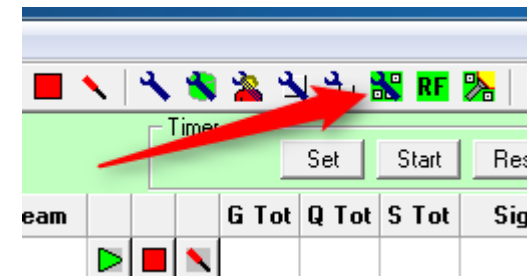 RF
Timer
Set Start Res
eam G Tot Q Tot S Tot Sig